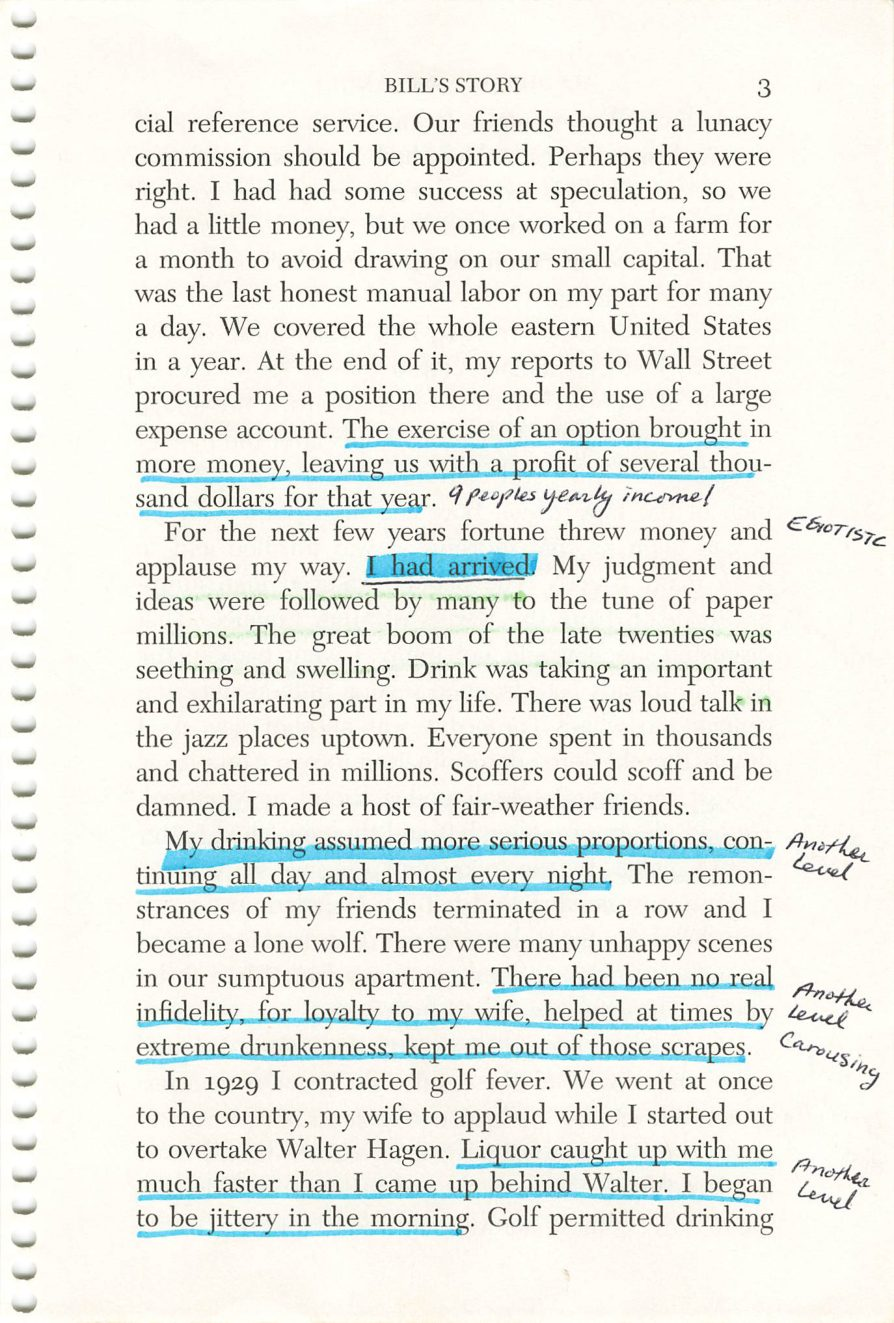 BILL'S STORY 3
cial reference service. Our friends thought a lunacy
commission should be appointed. Perhaps they were
right. I had had some success at speculation, so we
had a little money, but we once worked on a farm for
a month to avoid drawing on our small capital. That
was the last honest manual labor on my part for many
a day. We covered the whole eastern United States
in a year. At the end of it, my reports to Wall Street
procured me a position there and the use of a large
expense account. The exercise of an option brought in
more money, leaving us with a profit of several thou-
sand dollars for that year. 9 peoples yearly income!
For the next few years fortune threw money and
EGIOTISTC
applause my way. I had arrived. My judgment and
ideas were followed by many to the tune of paper
millions. The great boom of the late twenties was
seething and swelling. Drink was taking an important
and exhilarating part in my life. There was loud talk in
the jazz places uptown. Everyone spent in thousands
and chattered in millions. Scoffers could scoff and be
damned. I made a host of fair-weather friends.
My drinking assumed more serious proportions, con-
tinuing all day and almost every night. The remon-
Another
Level
strances of my friends terminated in a row and I
became a lone wolf. There were many unhappy scenes
in our sumptuous apartment. There had been no real
infidelity, for loyalty to my wife, helped at times by
extreme drunkenness, kept me out of those scrapes.
Another
Level
Carousing
In 1929 I contracted golf fever. We went at once
to the country, my wife to applaud while I started out
to overtake Walter Hagen. Liquor caught up with me
much faster than I came up behind Walter. I began
to be jittery in the morning. Golf permitted drinking
Another
Level